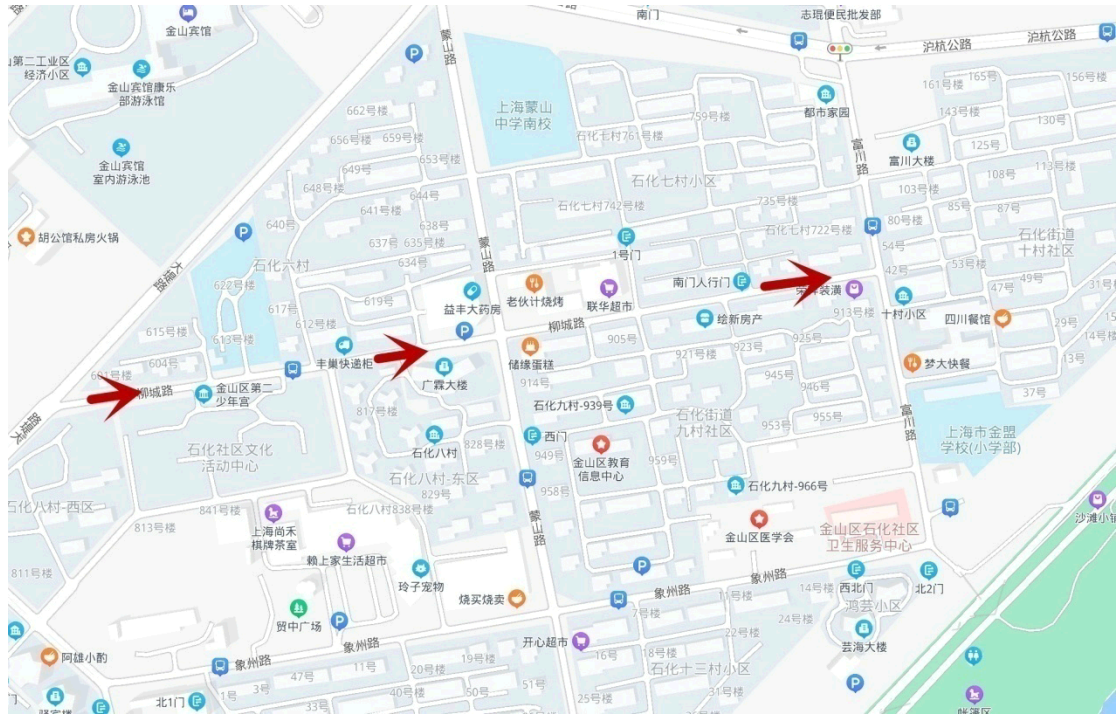 南门
志琨便民批发部
金山宾馆
沪杭公路
沪杭公路
蒙山路
第二工业区
经济小区
金山宾馆康乐
部游泳馆
165号
156号楼
161号楼
662号楼
上海蒙山
中学南校
759号楼
都市家园
143号楼
130号
656号楼
659号楼
石化七村761号楼
富川路
125号
653号楼
富川大楼
金山宾馆
室内游泳池
649号
113号楼
石化七村小区
108号
648号楼
644号
103号楼
735号楼
641号楼
石化七村742号楼
85号
87号
640号
638号
80号楼
石化七村722号楼
石化街道
十村社区
胡公馆私房火锅
637号
635号楼
蒙山路
1号门
54号
石化六村
634号
53号楼
42号
大堤路
南门人行门
49号
622号楼
老伙计烧烤
619号
联华超市
31号
益丰大药房
617号
十村小区
47号
913号楼
四川餐馆
29号
612号楼
柳城路
绘新房产
615号楼
15号
613号楼
905号
14号
丰巢快递柜
储缘蛋糕
921号楼
923号
925号
13号
604号
梦大快餐
广霖大楼
945号
914号
946号
37号
柳城路
金山区第二
少年宫
817号楼
石化九村-939号
石化街道
九村社区
955号
953号
富川路
上海市金盟
学校(小学部)
石化社区文化
活动中心
828号楼
西门
石化八村
949号
金山区教育
信息中心
959号
石化八村-东区
829号
石化九村-966号
958号
石化八村-西区
841号楼
石化八村838号楼
沙滩小镇
813号楼
蒙山路
上海尚禾
棋牌茶室
金山区医学会
金山区石化社区
卫生服务中心
赖上家生活超市
811号楼
玲子宠物
象州路
西北门
北2门
14号楼
烧买烧卖
11号楼
鸿芸小区
7号楼
24号楼
贸中广场
22号楼
芸海大楼
象州路
象州路
开心超市
阿雄小酌
16号
18号楼
19号楼
11号
20号楼
石化十三村小区
47号
3号
51号
1号
50号
31号楼
40号楼
25号楼
北1门
33号